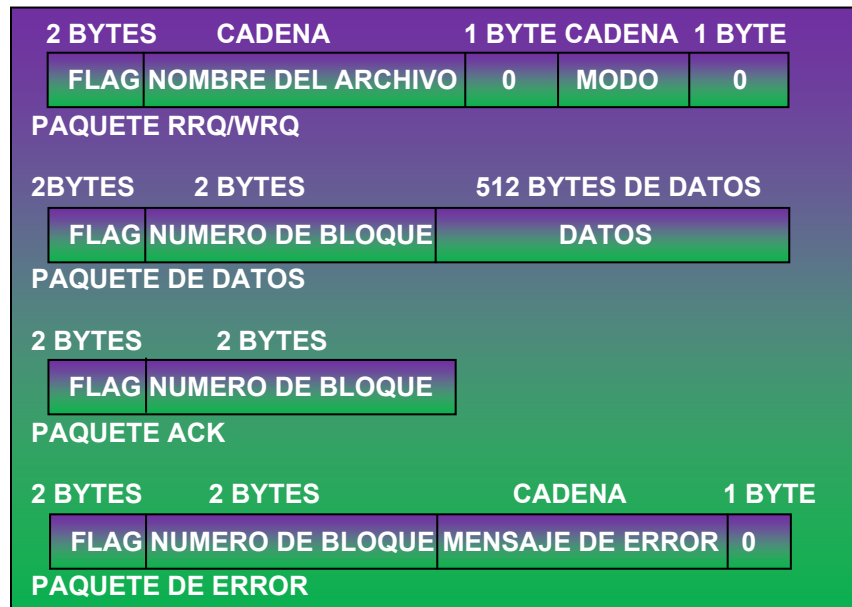 2 BYTES CADENA 1 BYTE CADENA 1 BYTE
FLAG NOMBRE DEL ARCHIVO 0 MODO 0
PAQUETE RRQ/WRQ
2BYTES 2 BYTES 512 BYTES DE DATOS
FLAG NUMERO DE BLOQUE DATOS
PAQUETE DE DATOS
2 BYTES 2 BYTES
FLAG NUMERO DE BLOQUE
PAQUETE ACK
2 BYTES 2 BYTES CADENA 1 BYTE
FLAG NUMERO DE BLOQUE MENSAJE DE ERROR 0
PAQUETE DE ERROR